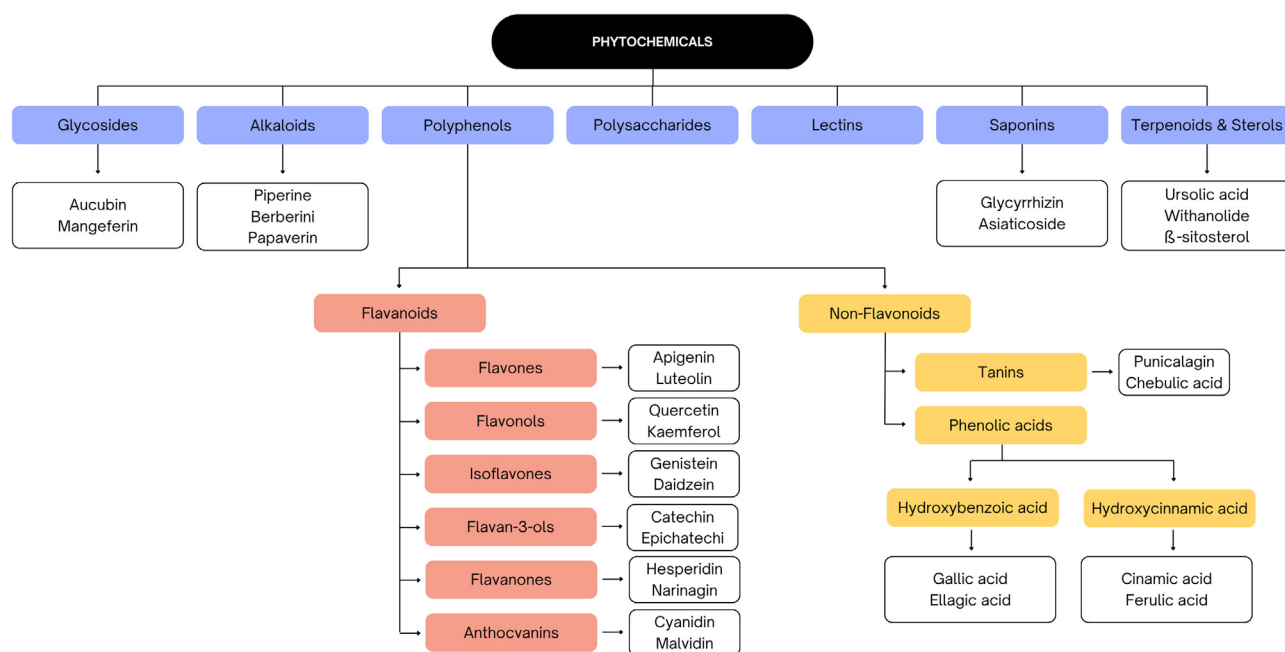 PHYTOCHEMICALS
Glycosides
Alkaloids
Polyphenols
Polysaccharides
Lectins
Saponins
Terpenoids & Sterols
Aucubin
Mangeferin
Piperine
Berberini
Papaverin
Glycyrrhizin
Asiaticoside
Ursolic acid
Withanolide
ß-sitosterol
Flavanoids
Non-Flavonoids
Flavones
Apigenin
Luteolin
Flavonols
Quercetin
Kaemferol
Isoflavones
Genistein
Daidzein
Flavan-3-ols
Catechin
Epichatechi
Flavanones
Hesperidin
Narinagin
Anthocvanins
Cyanidin
Malvidin
Tanins
Punicalagin
Chebulic acid
Phenolic acids
Hydroxybenzoic acid
Hydroxycinnamic acid
Gallic acid
Ellagic acid
Cinamic acid
Ferulic acid